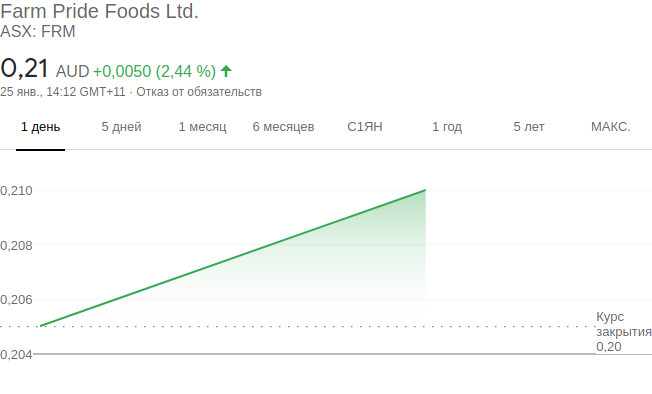 Farm Pride Foods Ltd.
ASX: FRM
0,21 AUD +0,0050 (2,44 %)
25 янв., 14:12 GMT+11 · Отказ от обязательств
1 день 5 дней 1 месяц 6 месяцев С1ЯН 1 год 5 лет МАКС.
0,210
0,208
0,206
Курс
закрытия
0,20
0,204